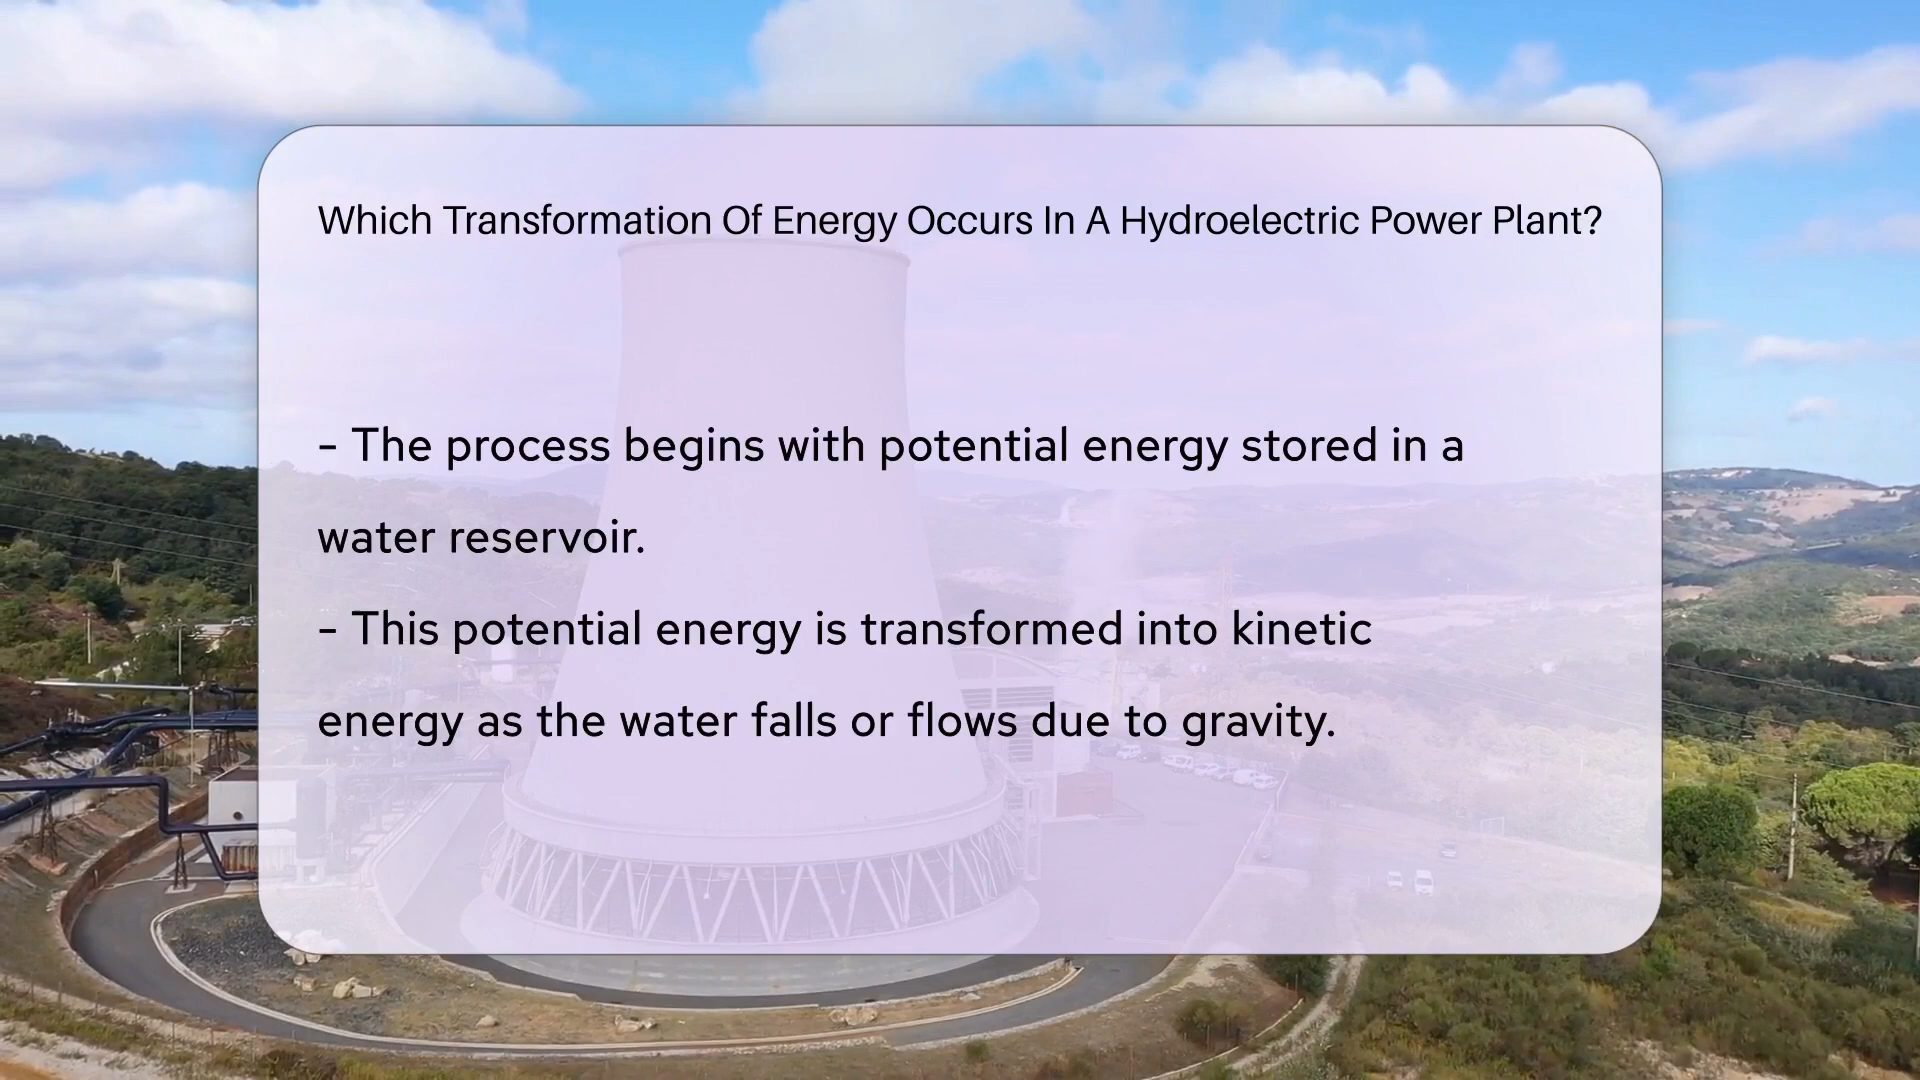 Which Transformation Of Energy Occurs In A Hydroelectric Power Plant?
- The process begins with potential energy stored in a
water reservoir.
- This potential energy is transformed into kinetic
energy as the water falls or flows due to gravity.